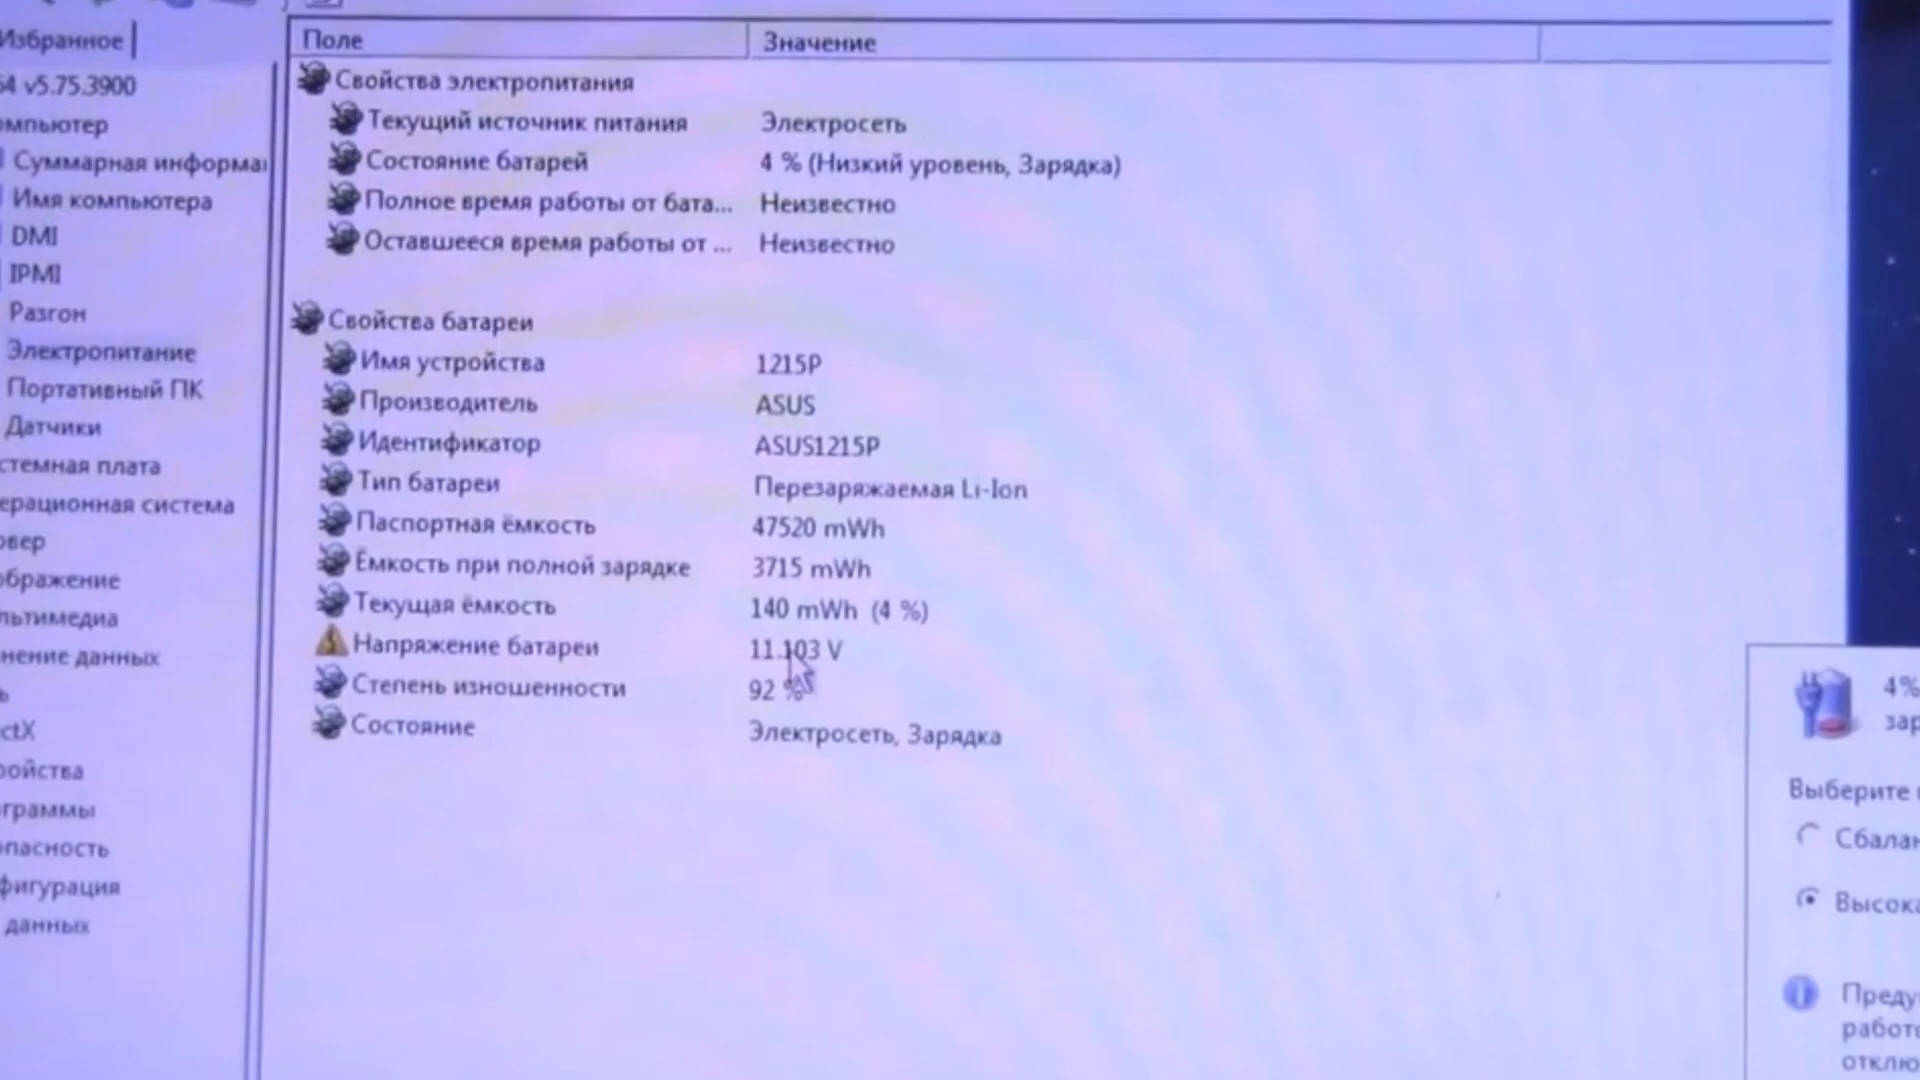 Избранное
Поле
Значение
64 v5.75.3900
мпьютер
Суммарная информа
Имя компьютера
DMI
IPMI
Разгон
Электропитание
Портативный ПК
Датчики
стемная плата
ерационная система
рвер
ображение
льтимедиа
нение данных
ь
ctX
ройства
ограммы
опасность
фигурация
данных
Свойства электропитания
Текущий источник питания Электросеть
Состояние батарей 4 % (Низкий уровень, Зарядка)
Полное время работы от бата... Неизвестно
Оставшееся время работы от ... Неизвестно
Свойства батареи
Имя устройства 1215P
Производитель ASUS
Идентификатор ASUS1215P
Тип батареи Перезаряжаемая Li-Ion
Паспортная ёмкость 47520 mWh
Ёмкость при полной зарядке 3715 mWh
Текущая ёмкость 140 mWh (4 %)
Напряжение батареи 11.103 V
Степень изношенности 92 %
Состояние Электросеть, Зарядка
4%
зар
Выберите
Сбалан
Высока
Преду
работ
отклю